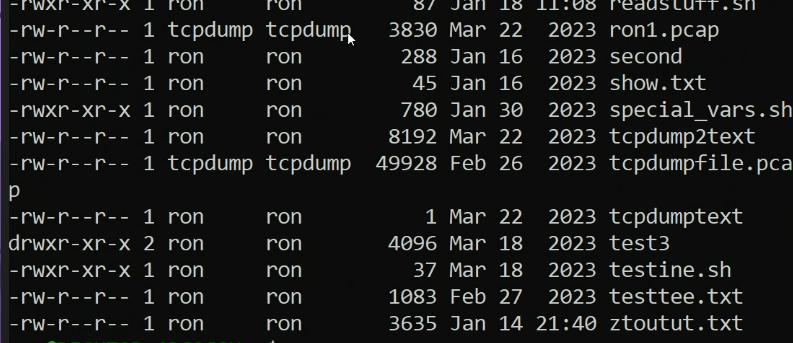 -rwxr-xr-x 1 ron     ron        87 Jan 18 11:08 readstuff.sh
-rw-r--r-- 1 tcpdump tcpdump  3830 Mar 22  2023 ron1.pcap
-rw-r--r-- 1 ron     ron       288 Jan 16  2023 second
-rw-r--r-- 1 ron     ron        45 Jan 16  2023 show.txt
-rwxr-xr-x 1 ron     ron       780 Jan 30  2023 special_vars.sh
-rw-r--r-- 1 ron     ron      8192 Mar 22  2023 tcpdump2text
-rw-r--r-- 1 tcpdump tcpdump 49928 Feb 26  2023 tcpdumpfile.pca
p
-rw-r--r-- 1 ron     ron         1 Mar 22  2023 tcpdumptext
drwxr-xr-x 2 ron     ron      4096 Mar 18  2023 test3
-rwxr-xr-x 1 ron     ron        37 Mar 18  2023 testine.sh
-rw-r--r-- 1 ron     ron      1083 Feb 27  2023 testtee.txt
-rw-r--r-- 1 ron     ron      3635 Jan 14 21:40 ztoutut.txt